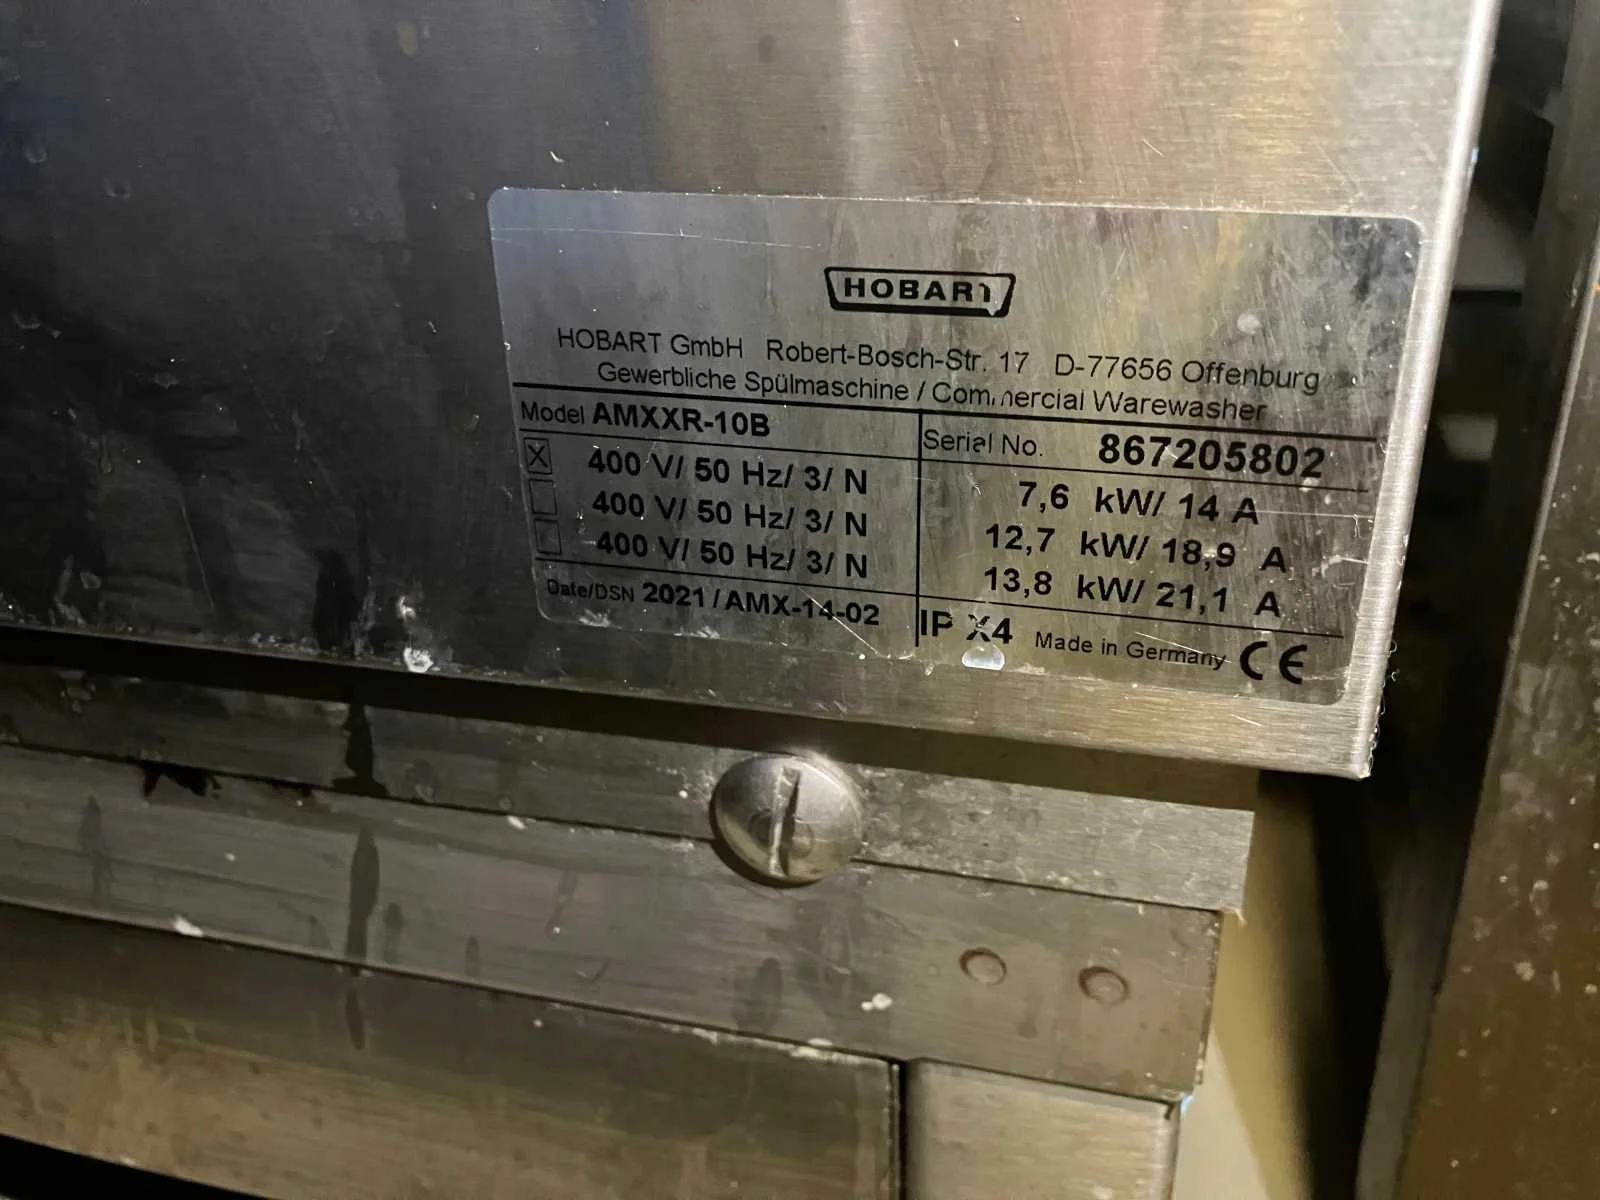 HOBART
HOBART GmbH Robert-Bosch-Str. 17 D-77656 Offenburg
Gewerbliche Spülmaschine / Commercial Warewasher
Model AMXXR-10B Serial No. 867205802
X 400 V/ 50 Hz/ 3/ N 7,6 kW/ 14 A
400 V/ 50 Hz/ 3/ N 12,7 kW/ 18,9 A
400 V/ 50 Hz/ 3/ N 13,8 kW/ 21,1 A
Date/DSN 2021 / AMX-14-02 IP X4 Made in Germany CE